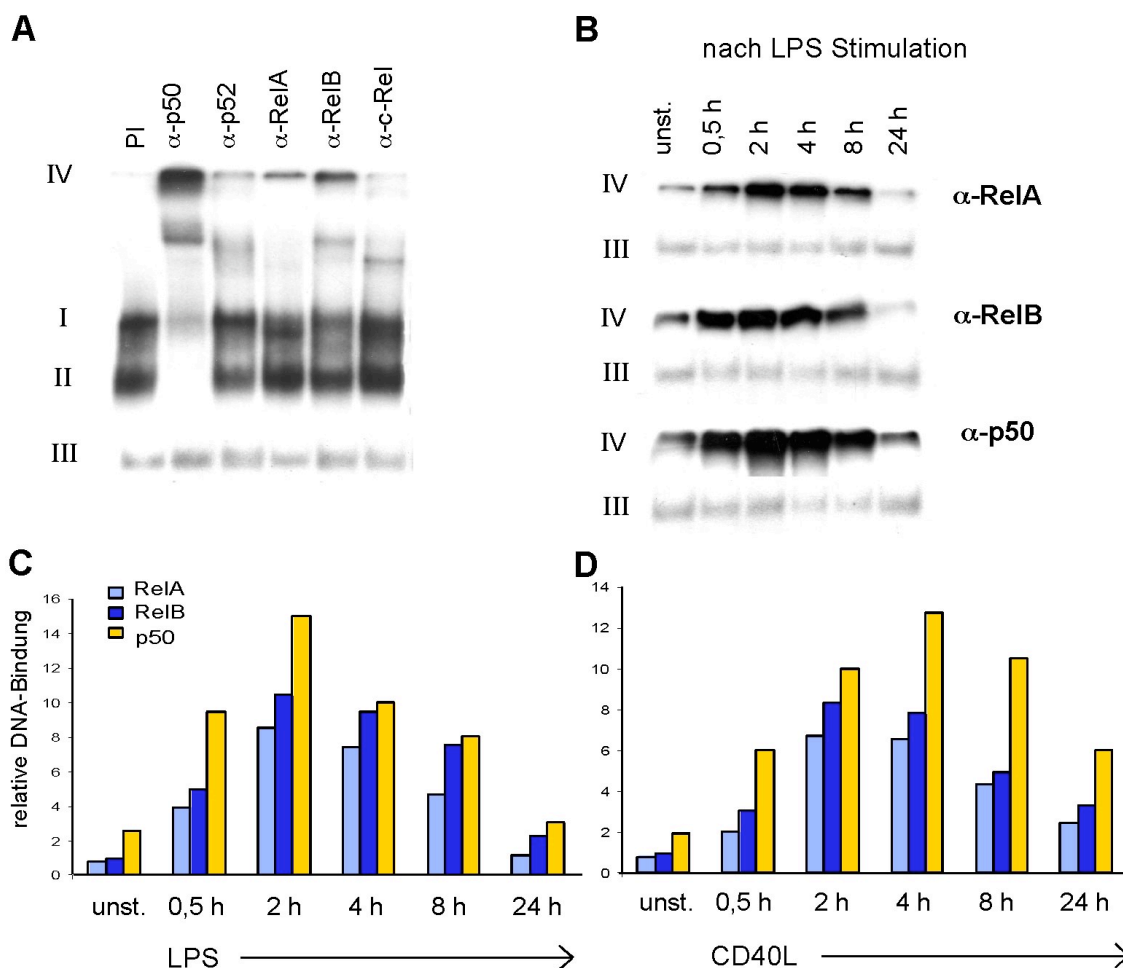 A
PI
α-p50
α-p52
α-RelA
α-RelB
α-c-Rel
IV
I
II
III
B
nach LPS Stimulation
unst.
0,5 h
2 h
4 h
8 h
24 h
IV
α-RelA
III
IV
α-RelB
III
IV
α-p50
III
C
RelA
RelB
p50
relative DNA-Bindung
16
14
12
10
8
6
4
2
0
unst.
0,5 h
2 h
4 h
8 h
24 h
LPS
D
14
12
10
8
6
4
2
0
unst.
0,5 h
2 h
4 h
8 h
24 h
CD40L